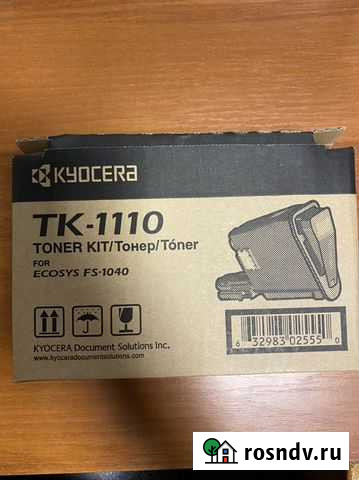 KYOCERA
TK-1110
TONER KIT/Тонер/Tóner
FOR
ECOSYS FS-1040
KYOCERA Document Solutions Inc.
www.kyoceradocumentsolutions.com
6 32983 02555 0
rosndv.ru